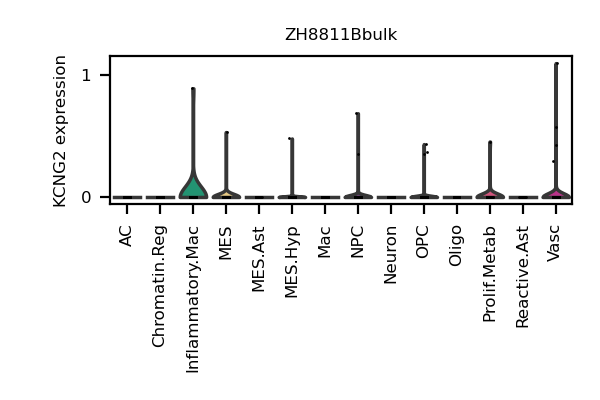 ZH8811Bbulk
KCNG2 expression
1
0
AC
Chromatin.Reg
Inflammatory.Mac
MES
MES.Ast
MES.Hyp
Mac
NPC
Neuron
OPC
Oligo
Prolif.Metab
Reactive.Ast
Vasc